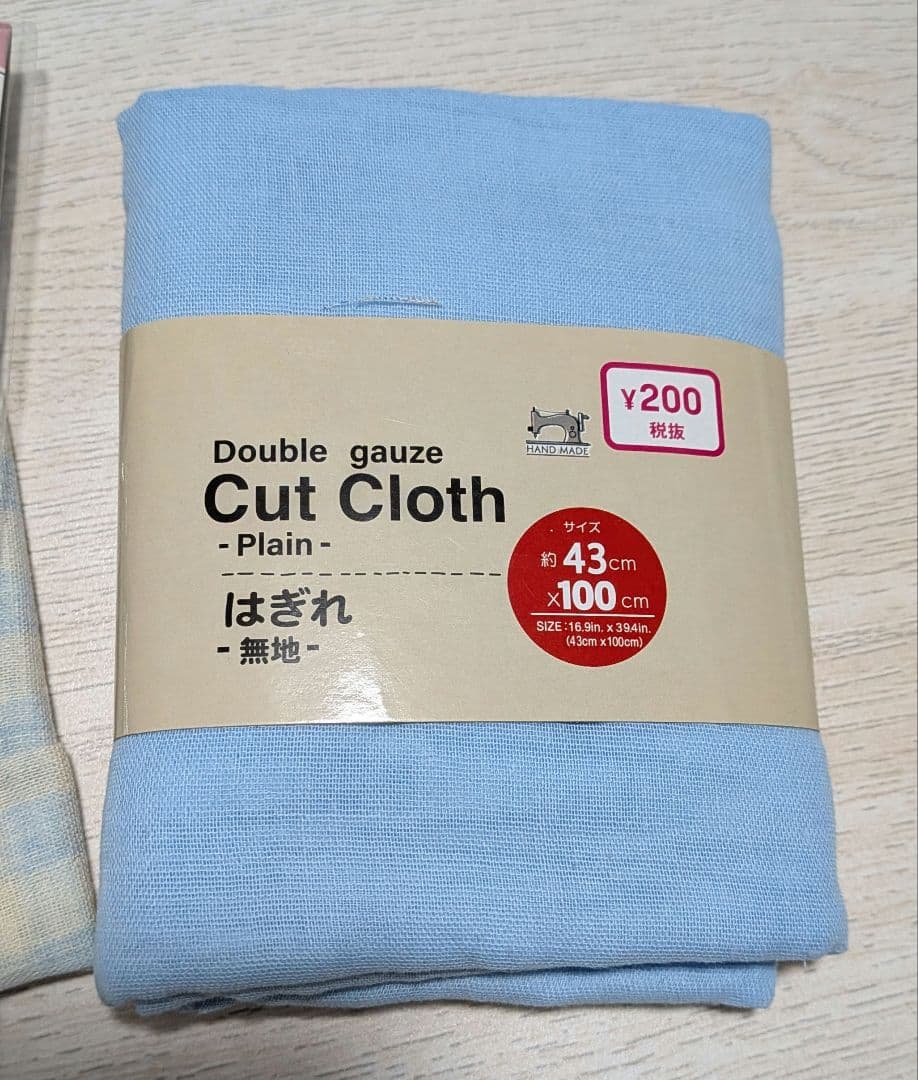 ¥200
税抜
HAND MADE
Double gauze
Cut Cloth
- Plain -
はぎれ
- 無地 -
サイズ
約43cm
x100cm
SIZE:16.9in. x 39.4in.
(43cm x100cm)